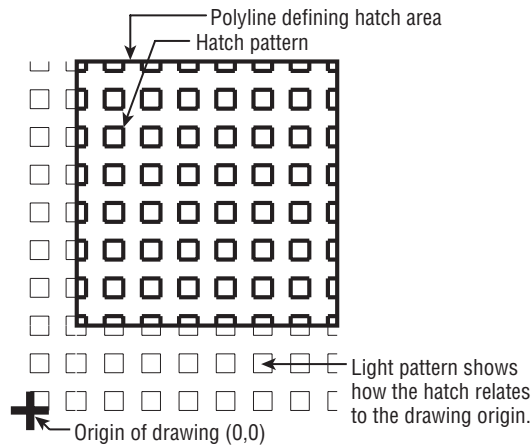 Polyline defining hatch area
Hatch pattern
Light pattern shows
how the hatch relates
to the drawing origin.
Origin of drawing (0,0)